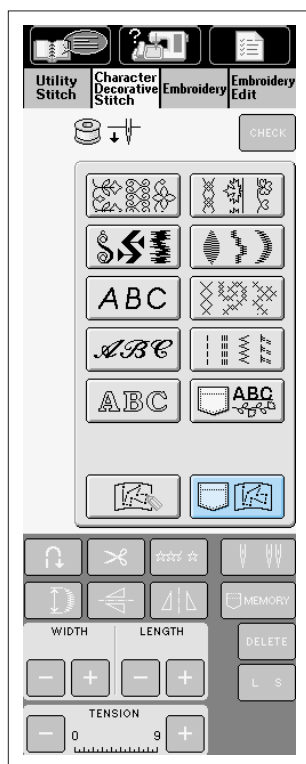 Utility Stitch
Character Decorative Stitch
Embroidery
Embroidery Edit
CHECK
ABC
ABC
ABC
ABC
MEMORY
WIDTH
LENGTH
DELETE
− + − +
L S
TENSION
− 0 9 +